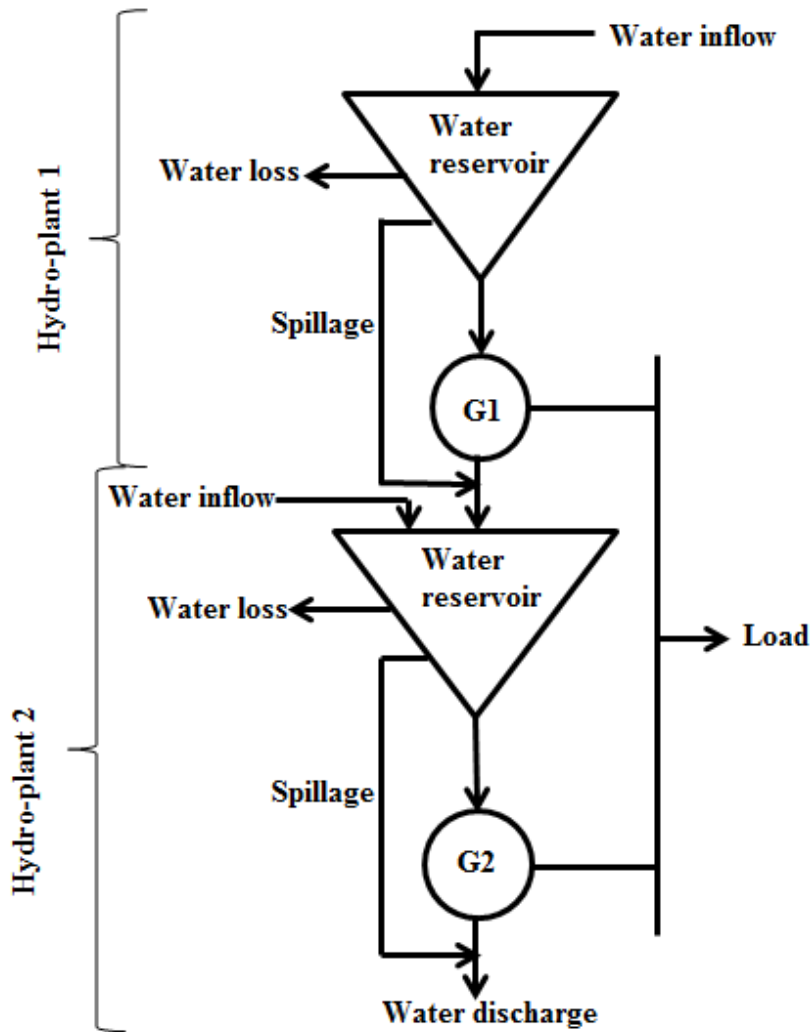 Water inflow
Water
reservoir
Water loss
Hydro-plant 1
Spillage
G1
Water inflow
Water
reservoir
Water loss
Load
Hydro-plant 2
Spillage
G2
Water discharge